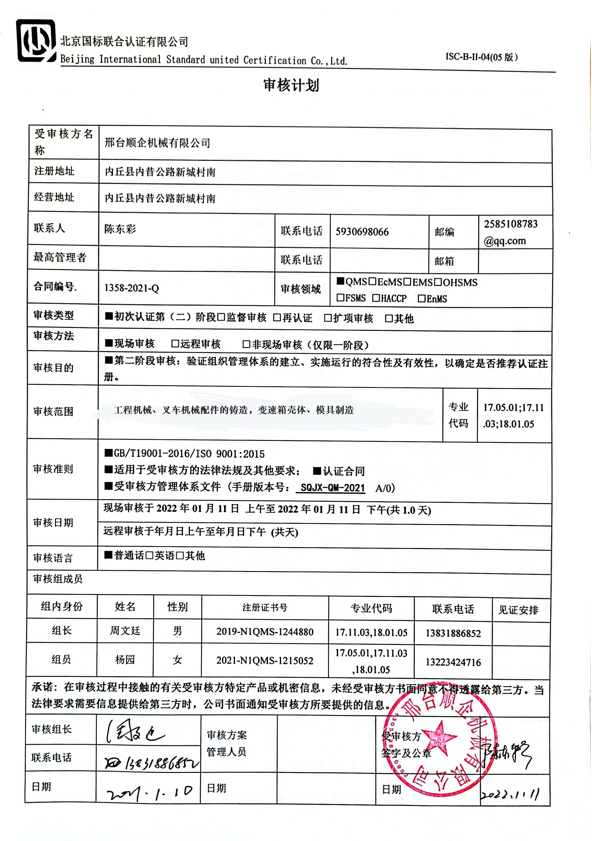 北京国标联合认证有限公司
Beijing International Standard united Certification Co.,Ltd.
ISC-B-II-04(05 版)
审核计划
受审核方名称 邢台顺企机械有限公司
注册地址 内丘县内昔公路新城村南
经营地址 内丘县内昔公路新城村南
联系人 陈东彩 联系电话 5930698066 邮编 2585108783
@qq.com
最高管理者 联系电话 邮箱
合同编号. 1358-2021-Q 审核领域 ■QMS□EcMS□EMS□OHSMS
□FSMS □HACCP □EnMS
审核类型 ■初次认证第（二）阶段□监督审核 □再认证 □扩项审核 □其他
审核方法 ■现场审核 □远程审核 □非现场审核（仅限一阶段）
审核目的 ■第二阶段审核：验证组织管理体系的建立、实施运行的符合性及有效性，以确定是否推荐认证注
册。
审核范围 工程机械、叉车机械配件的铸造，变速箱壳体、模具制造 专业代码 17.05.01;17.11
.03;18.01.05
审核准则 ■GB/T19001-2016/ISO 9001:2015
■适用于受审核方的法律法规及其他要求； ■认证合同
■受审核方管理体系文件（手册版本号： SQJX-QM-2021 A/0）
审核日期 现场审核于 2022 年 01 月 11 日 上午至 2022 年 01 月 11 日 下午(共 1.0 天)
远程审核于年月日上午至年月日下午 (共天)
审核语言 ■普通话□英语□其他
审核组成员
组内身份 姓名 性别 注册证书号 专业代码 联系电话 见证安排
组长 周文廷 男 2019-N1QMS-1244880 17.11.03,18.01.05 13831886852
组员 杨园 女 2021-N1QMS-1215052 17.05.01,17.11.03
,18.01.05 13223424716
承诺：在审核过程中接触的有关受审核方特定产品或机密信息，未经受审核方书面同意不得透露给第三方。当
法律要求需要信息提供给第三方时，公司书面通知受审核方所要提供的信息。
审核组长 审核方案
管理人员 受审核方
签字及公章
联系电话 13831886852
日期 日期 日期 2022.1.11
邢台顺企机械有限公司